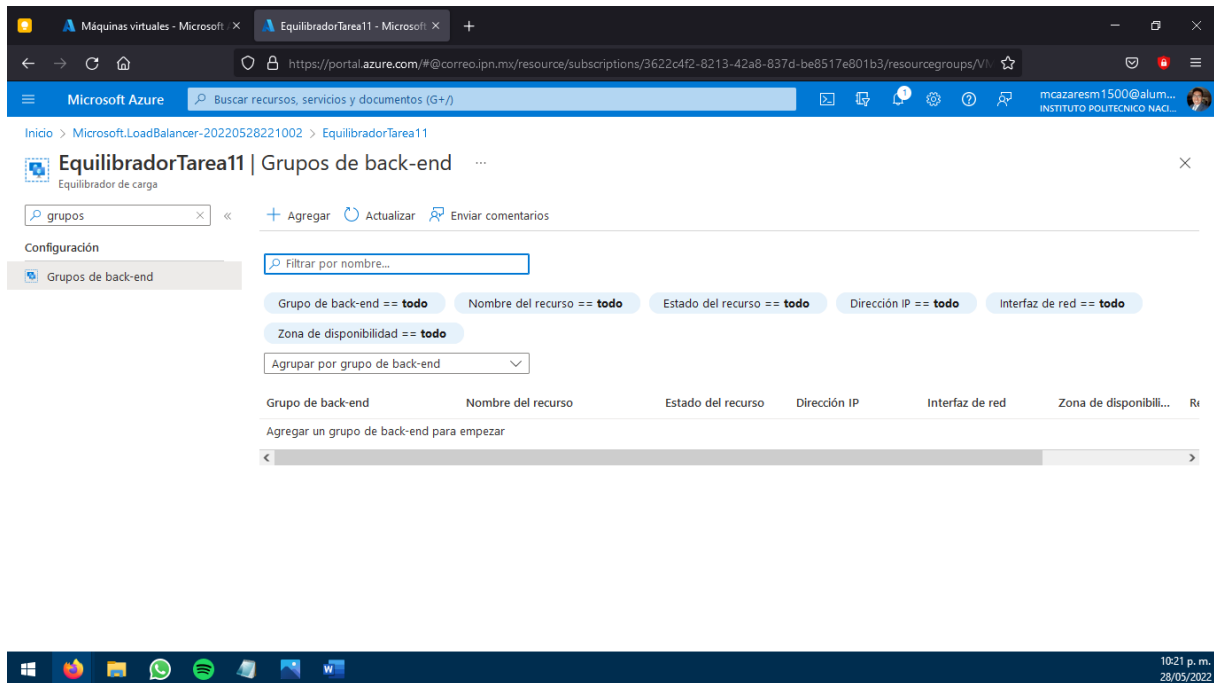 Máquinas virtuales - Microsoft A
EquilibradorTarea11 - Microsoft
https://portal.azure.com/#@correo.ipn.mx/resource/subscriptions/3622c4f2-8213-42a8-837d-be8517e801b3/resourcegroups/VM
Microsoft Azure
Buscar recursos, servicios y documentos (G+/)
1
mcazaresm1500@alum...
INSTITUTO POLITECNICO NACI...
Inicio > Microsoft.LoadBalancer-20220528221002 > EquilibradorTarea11
EquilibradorTarea11 | Grupos de back-end ...
Equilibrador de carga
grupos
«
+ Agregar Actualizar Enviar comentarios
Configuración
Grupos de back-end
Filtrar por nombre...
Grupo de back-end == todo Nombre del recurso == todo Estado del recurso == todo Dirección IP == todo Interfaz de red == todo
Zona de disponibilidad == todo
Agrupar por grupo de back-end
Grupo de back-end Nombre del recurso Estado del recurso Dirección IP Interfaz de red Zona de disponibili...
Agregar un grupo de back-end para empezar
10:21 p. m.
28/05/2022